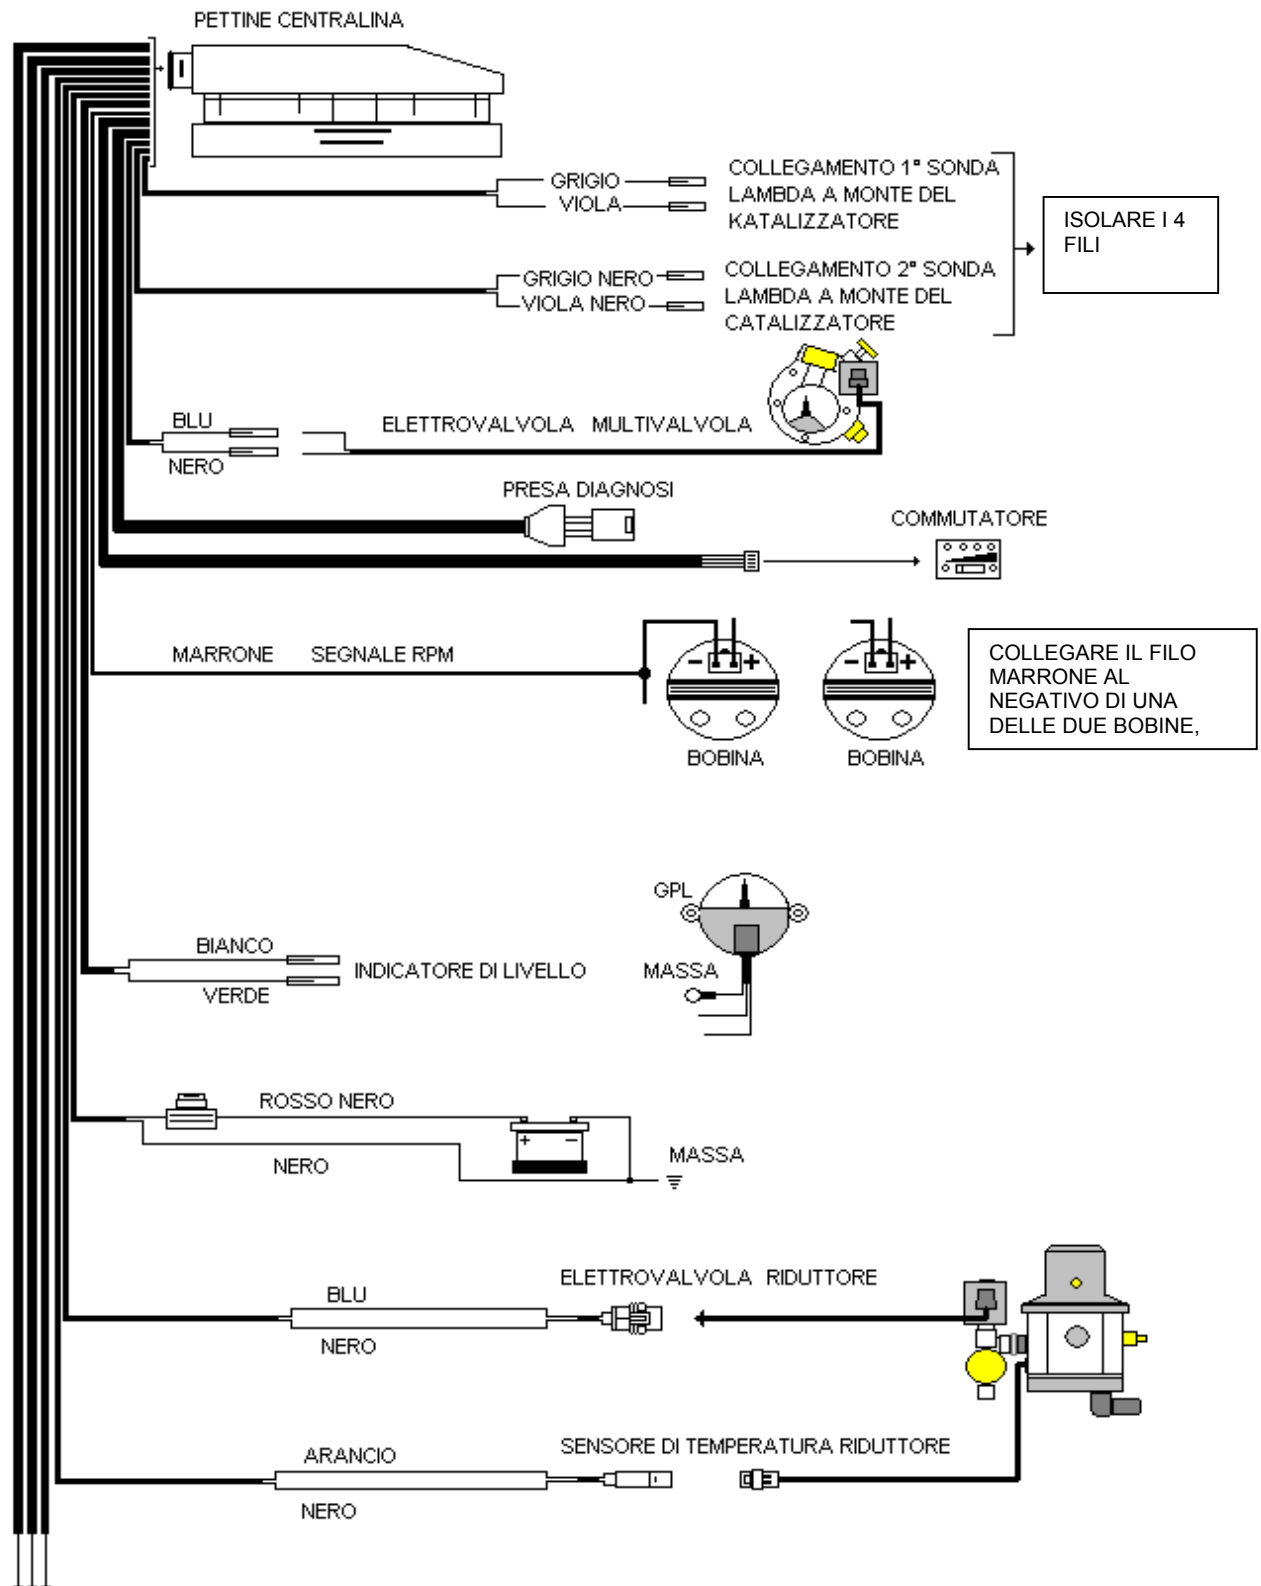 PETTINE CENTRALINA
GRIGIO
VIOLA
COLLEGAMENTO 1° SONDA
LAMBDA A MONTE DEL
KATALIZZATORE
ISOLARE I 4
FILI
GRIGIO NERO
VIOLA NERO
COLLEGAMENTO 2° SONDA
LAMBDA A MONTE DEL
CATALIZZATORE
BLU
NERO
ELETTROVALVOLA MULTIVALVOLA
PRESA DIAGNOSI
COMMUTATORE
MARRONE SEGNALE RPM
- +
- +
BOBINA
BOBINA
COLLEGARE IL FILO
MARRONE AL
NEGATIVO DI UNA
DELLE DUE BOBINE,
GPL
MASSA
BIANCO
VERDE
INDICATORE DI LIVELLO
ROSSO NERO
NERO
+ -
MASSA
BLU
NERO
ELETTROVALVOLA RIDUTTORE
ARANCIO
NERO
SENSORE DI TEMPERATURA RIDUTTORE